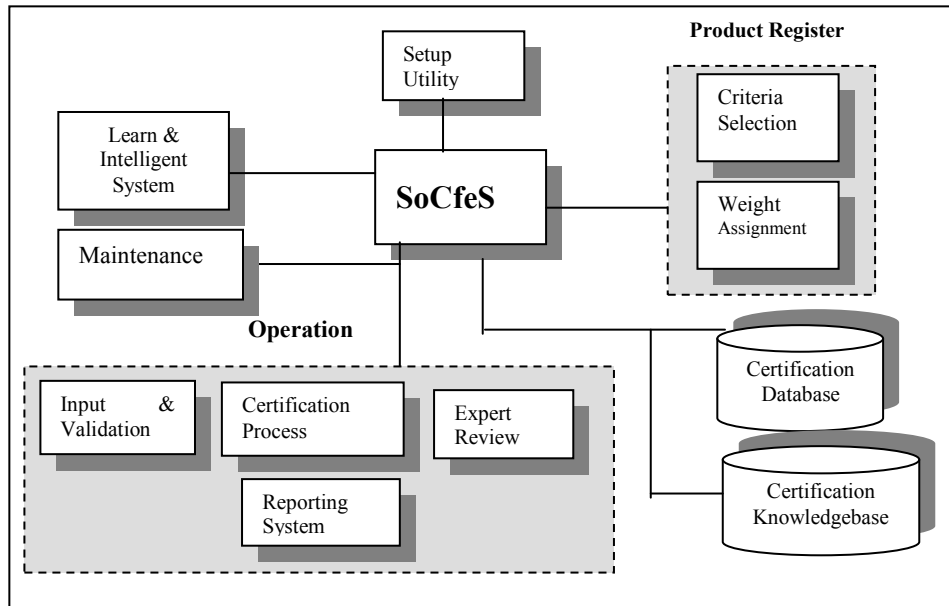 Product Register
Setup
Utility
Criteria
Selection
Learn &
Intelligent
System
SoCfeS
Weight
Assignment
Maintenance
Operation
Certification
Database
Input &
Validation
Certification
Process
Expert
Review
Reporting
System
Certification
Knowledgebase